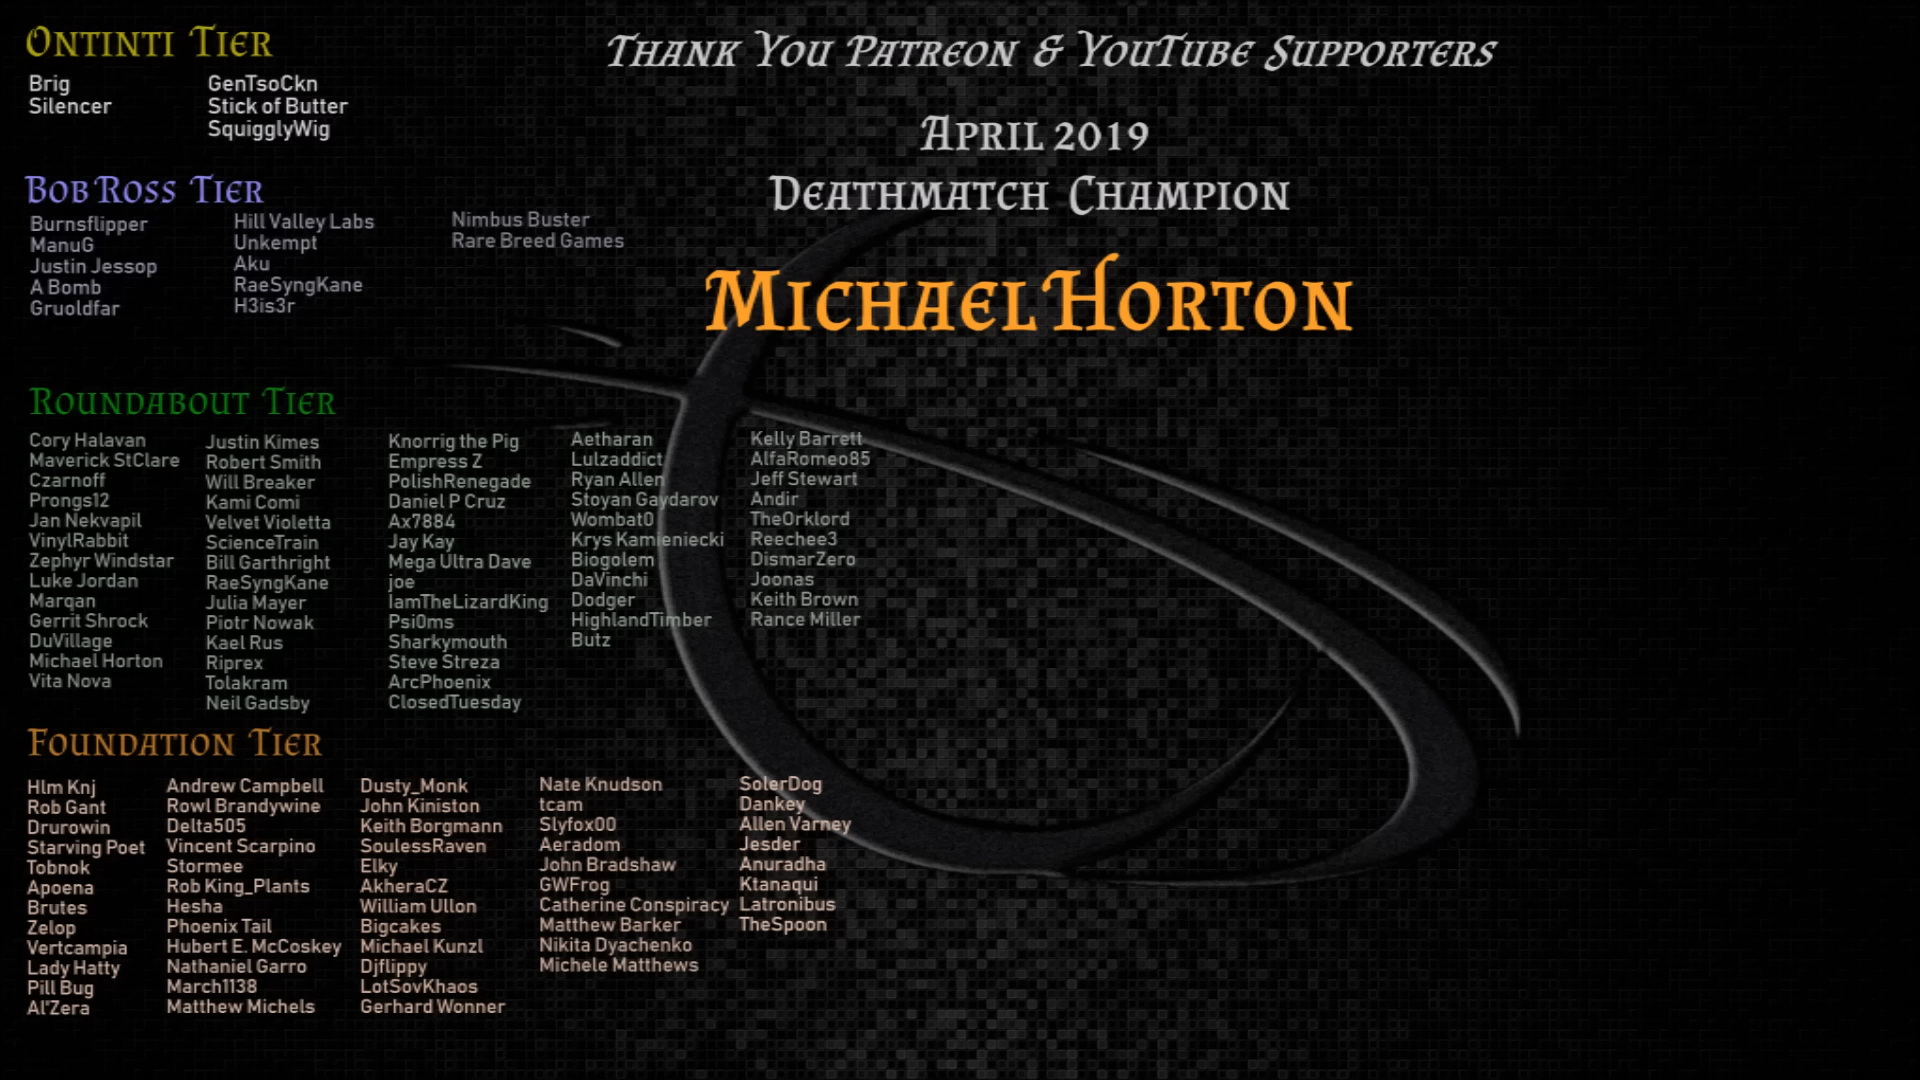 Thank You Patreon & YouTube Supporters
April 2019
Deathmatch Champion
Michael Horton
Ontinti Tier
Brig
Silencer
GenTsoCkn
Stick of Butter
SquigglyWig
Bob Ross Tier
Burnsflipper
ManuG
Justin Jessop
A Bomb
Gruoldfar
Hill Valley Labs
Unkempt
Aku
RaeSyngKane
H3is3r
Nimbus Buster
Rare Breed Games
Roundabout Tier
Cory Halavan
Maverick StClare
Czarnoff
Prongs12
Jan Nekvapil
VinylRabbit
Zephyr Windstar
Luke Jordan
Marqan
Gerrit Shrock
DuVillage
Michael Horton
Vita Nova
Justin Kimes
Robert Smith
Will Breaker
Kami Comi
Velvet Violetta
ScienceTrain
Bill Garthright
RaeSyngKane
Julia Mayer
Piotr Nowak
Kael Rus
Riprex
Tolakram
Neil Gadsby
Knorrig the Pig
Empress Z
PolishRenegade
Daniel P Cruz
Ax7884
Jay Kay
Mega Ultra Dave
joe
IamTheLizardKing
Psi0ms
Sharkymouth
Steve Streza
ArcPhoenix
ClosedTuesday
Aetharan
Lulzaddict
Ryan Allen
Stoyan Gaydarov
Wombat0
Krys Kamieniecki
Biogolem
DaVinchi
Dodger
HighlandTimber
Butz
Kelly Barrett
AlfaRomeo85
Jeff Stewart
Andir
TheOrklord
Reechee3
DismarZero
Joonas
Keith Brown
Rance Miller
Foundation Tier
Hlm Knj
Rob Gant
Drurowin
Starving Poet
Tobnok
Apoena
Brutes
Zelop
Vertcampia
Lady Hatty
Pill Bug
Al'Zera
Andrew Campbell
Rowl Brandywine
Delta505
Vincent Scarpino
Stormee
Rob King_Plants
Hesha
Phoenix Tail
Hubert E. McCoskey
Nathaniel Garro
March1138
Matthew Michels
Dusty_Monk
John Kiniston
Keith Borgmann
SoulessRaven
Elky
AkheraCZ
William Ullon
Bigcakes
Michael Kunzl
Djflippy
LotSovKhaos
Gerhard Wonner
Nate Knudson
tcam
Slyfox00
Aeradom
John Bradshaw
GWFrog
Catherine Conspiracy
Matthew Barker
Nikita Dyachenko
Michele Matthews
SolerDog
Dankey
Allen Varney
Jesder
Anuradha
Ktanaqui
Latronibus
TheSpoon